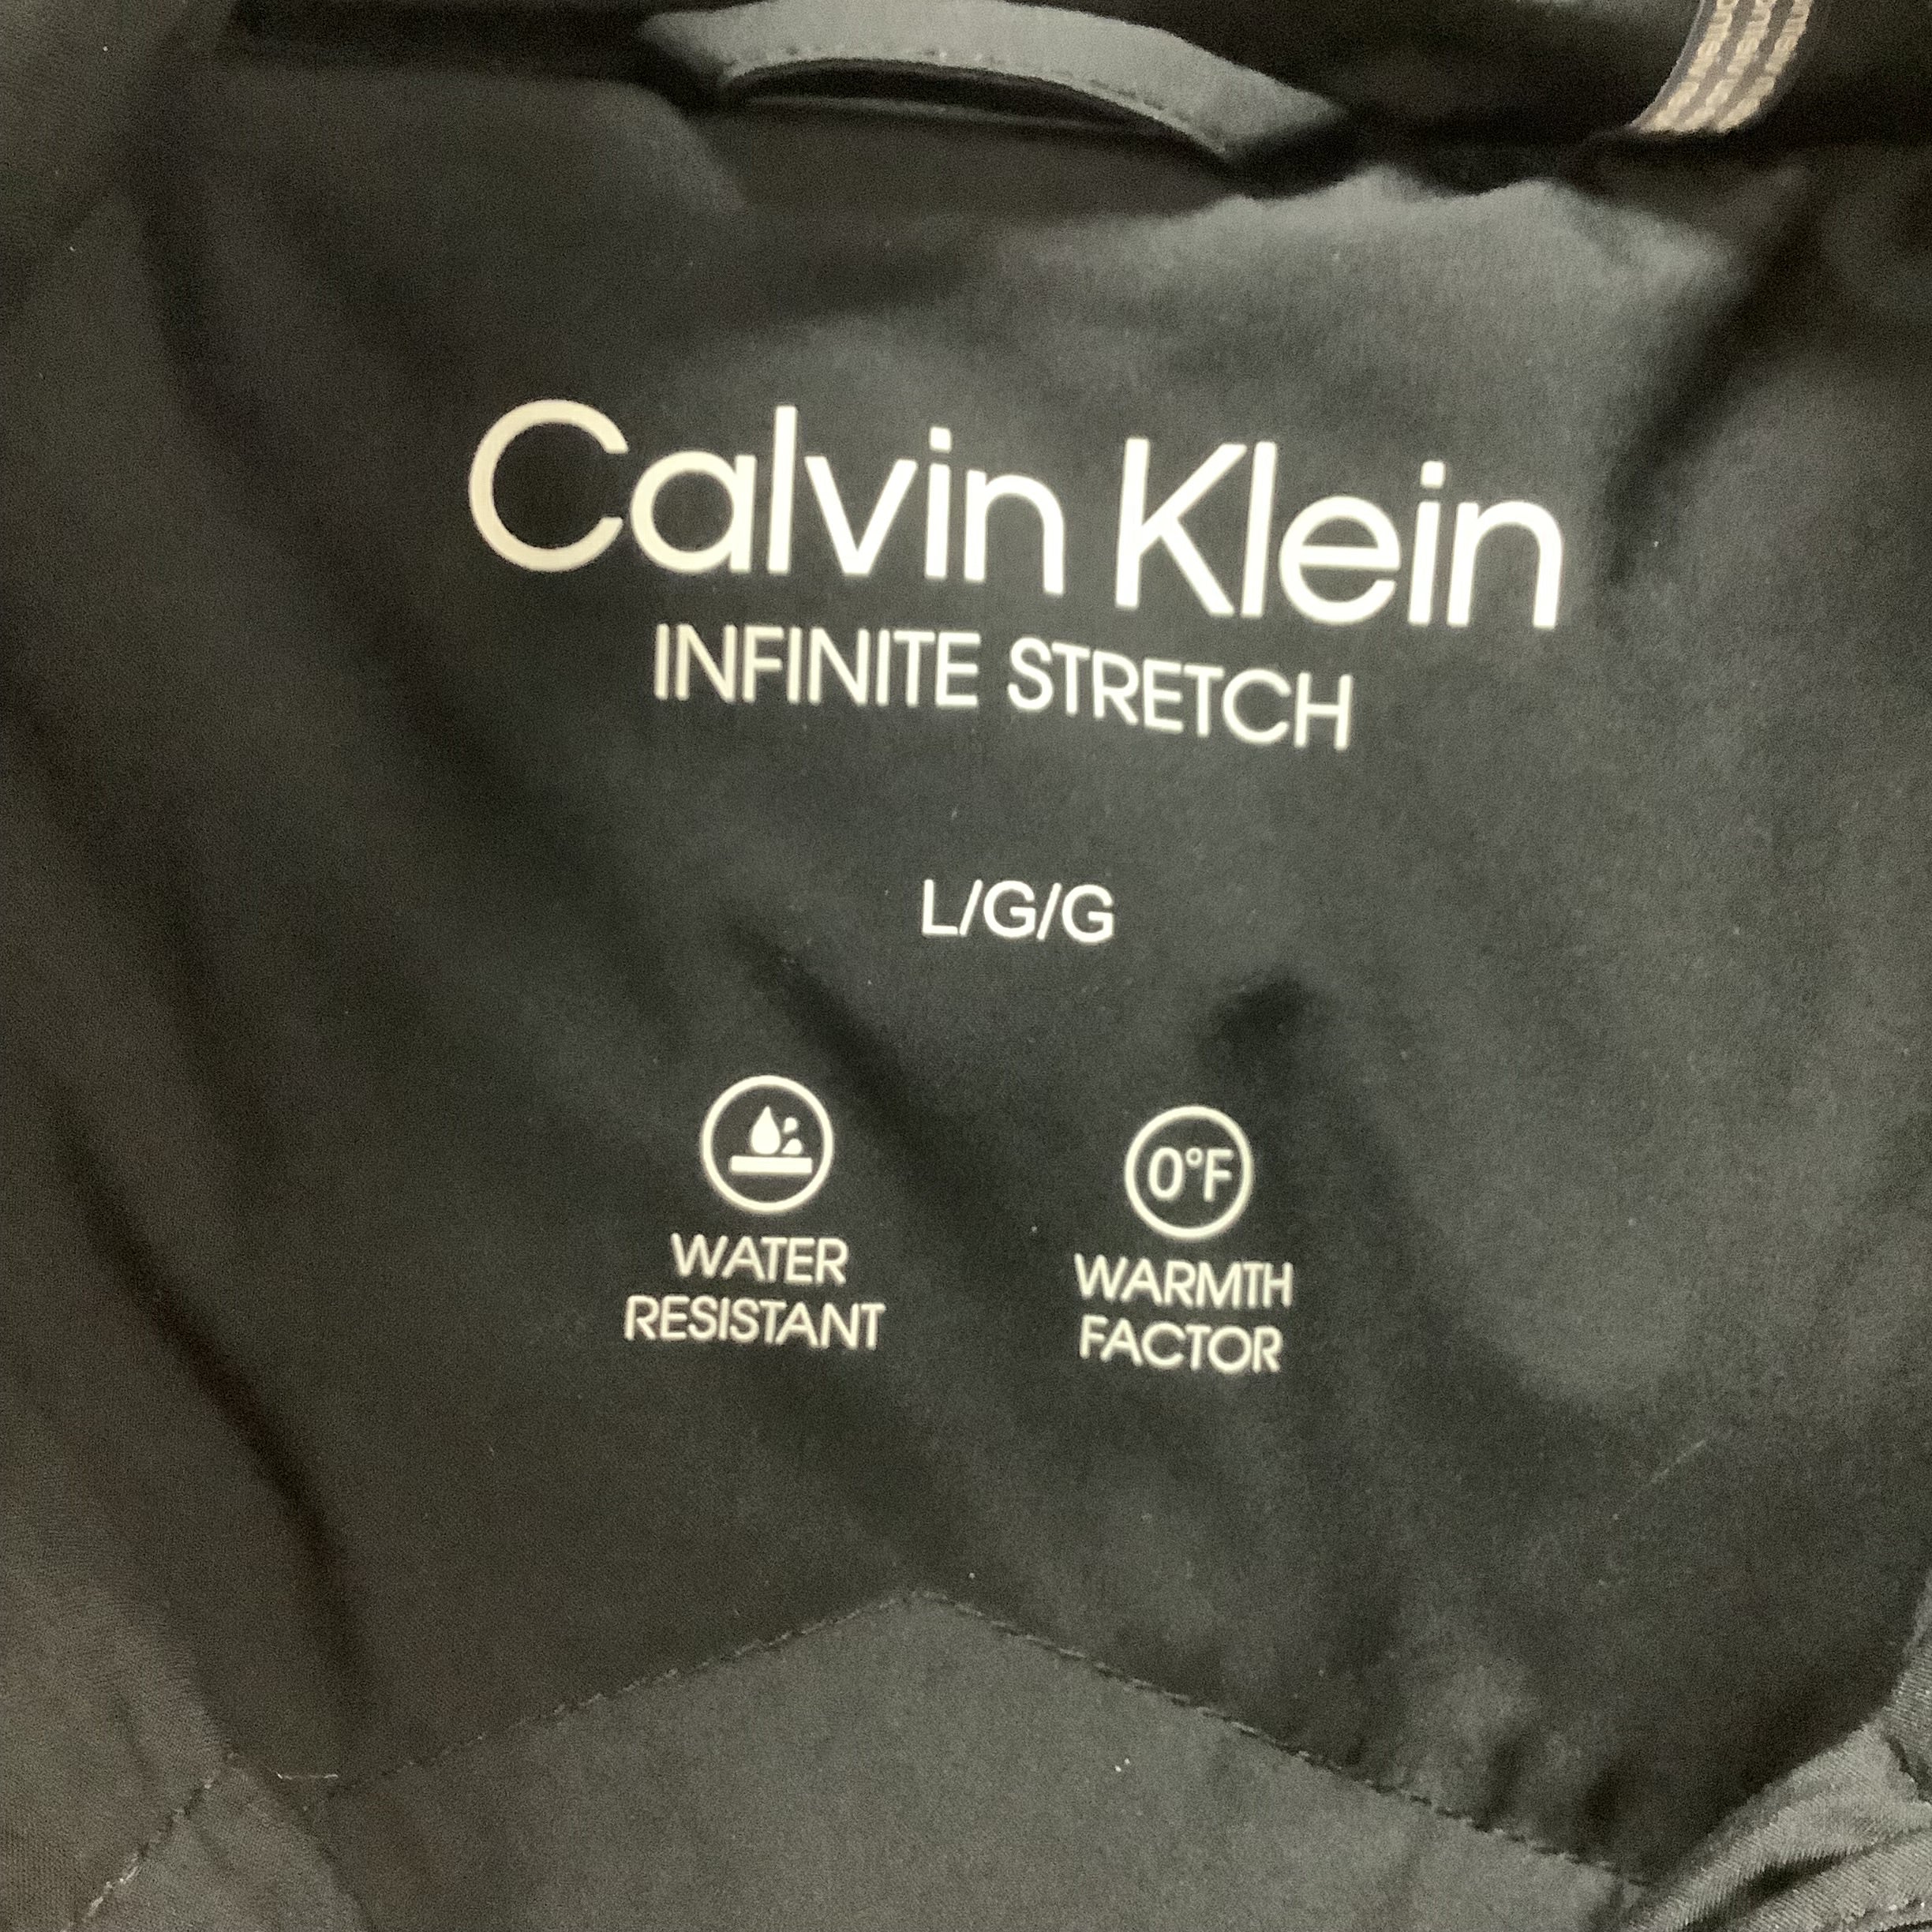 Calvin Klein
INFINITE STRETCH
L/G/G
0°F
WATER
RESISTANT
WARMTH
FACTOR